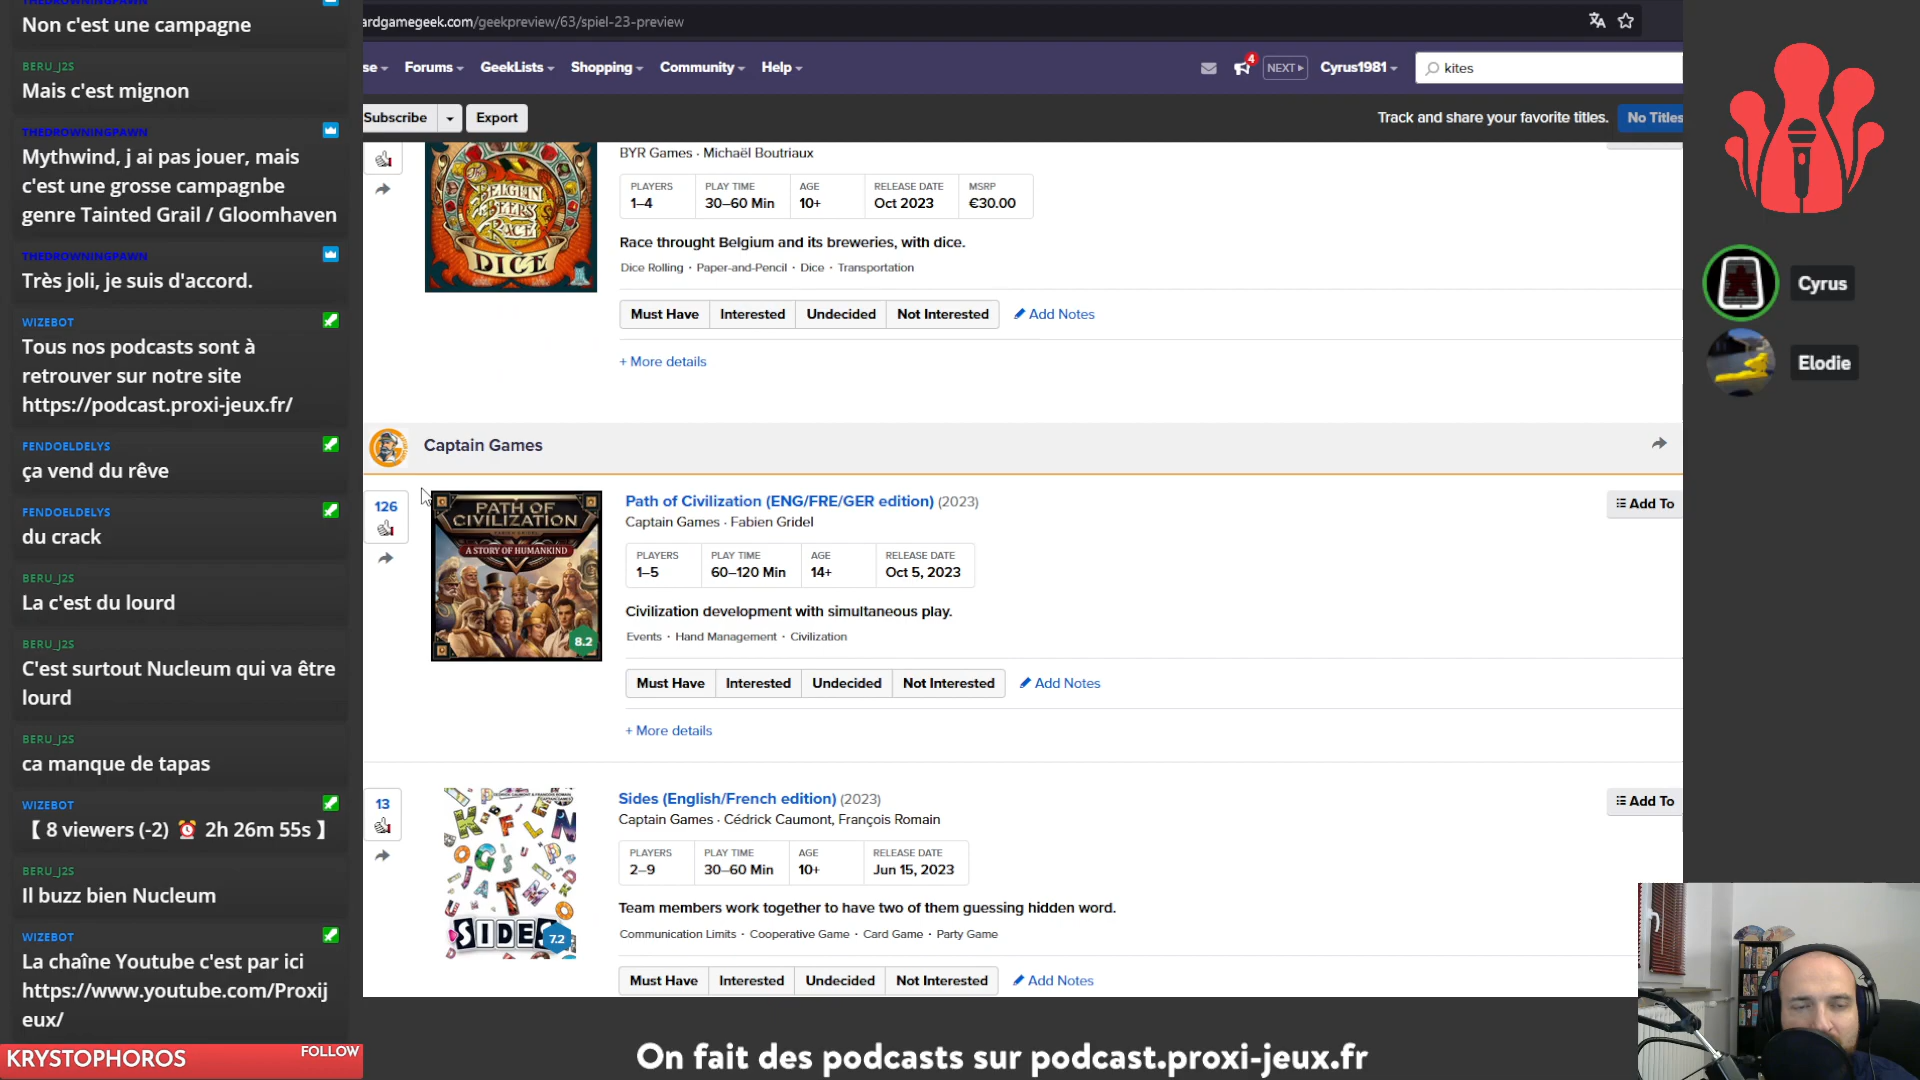 THEDROWNINGPAWN
Non c'est une campagne
BERU_J2S
Mais c'est mignon
THEDROWNINGPAWN
Mythwind, j ai pas jouer, mais
c'est une grosse campagnbe
genre Tainted Grail / Gloomhaven
THEDROWNINGPAWN
Très joli, je suis d'accord.
WIZEBOT
Tous nos podcasts sont à
retrouver sur notre site
https://podcast.proxi-jeux.fr/
FENDOELDELYS
ça vend du rêve
FENDOELDELYS
du crack
BERU_J2S
La c'est du lourd
BERU_J2S
C'est surtout Nucleum qui va être
lourd
BERU_J2S
ca manque de tapas
WIZEBOT
【 8 viewers (-2) ⏰ 2h 26m 55s 】
BERU_J2S
Il buzz bien Nucleum
WIZEBOT
La chaîne Youtube c'est par ici
https://www.youtube.com/Proxij
eux/
KRYSTOPHOROS FOLLOW
ardgamegeek.com/geekpreview/63/spiel-23-preview
se Forums GeekLists Shopping Community Help 4 NEXT Cyrus1981 kites
Subscribe Export Track and share your favorite titles. No Titles
The
BELGIAN
BEERS
RACE
DICE
BYR Games · Michaël Boutriaux
PLAYERS PLAY TIME AGE RELEASE DATE MSRP
1–4 30–60 Min 10+ Oct 2023 €30.00
Race throught Belgium and its breweries, with dice.
Dice Rolling · Paper-and-Pencil · Dice · Transportation
Must Have Interested Undecided Not Interested Add Notes
+ More details
Captain Games
126
PATH OF
CIVILIZATION
FABIEN GRIDEL
A STORY OF HUMANKIND
8.2
Path of Civilization (ENG/FRE/GER edition) (2023) Add To
Captain Games · Fabien Gridel
PLAYERS PLAY TIME AGE RELEASE DATE
1–5 60–120 Min 14+ Oct 5, 2023
Civilization development with simultaneous play.
Events · Hand Management · Civilization
Must Have Interested Undecided Not Interested Add Notes
+ More details
13
SIDES
7.2
Sides (English/French edition) (2023) Add To
Captain Games · Cédrick Caumont, François Romain
PLAYERS PLAY TIME AGE RELEASE DATE
2–9 30–60 Min 10+ Jun 15, 2023
Team members work together to have two of them guessing hidden word.
Communication Limits · Cooperative Game · Card Game · Party Game
Must Have Interested Undecided Not Interested Add Notes
Cyrus
Elodie
On fait des podcasts sur podcast.proxi-jeux.fr